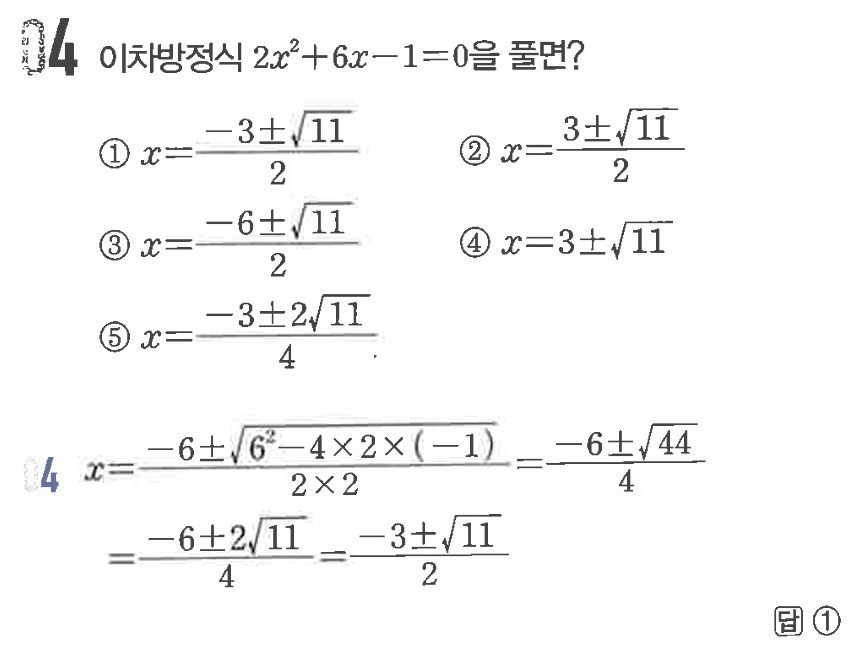 04 이차방정식 2x²+6x-1=0을 풀면?
① x=(-3±√11)/2 ② x=(3±√11)/2
③ x=(-6±√11)/2 ④ x=3±√11
⑤ x=(-3±2√11)/4
04 x=(-6±√(6²-4×2×(-1)))/(2×2)=(-6±√44)/4
=(-6±2√11)/4=(-3±√11)/2
답 ①